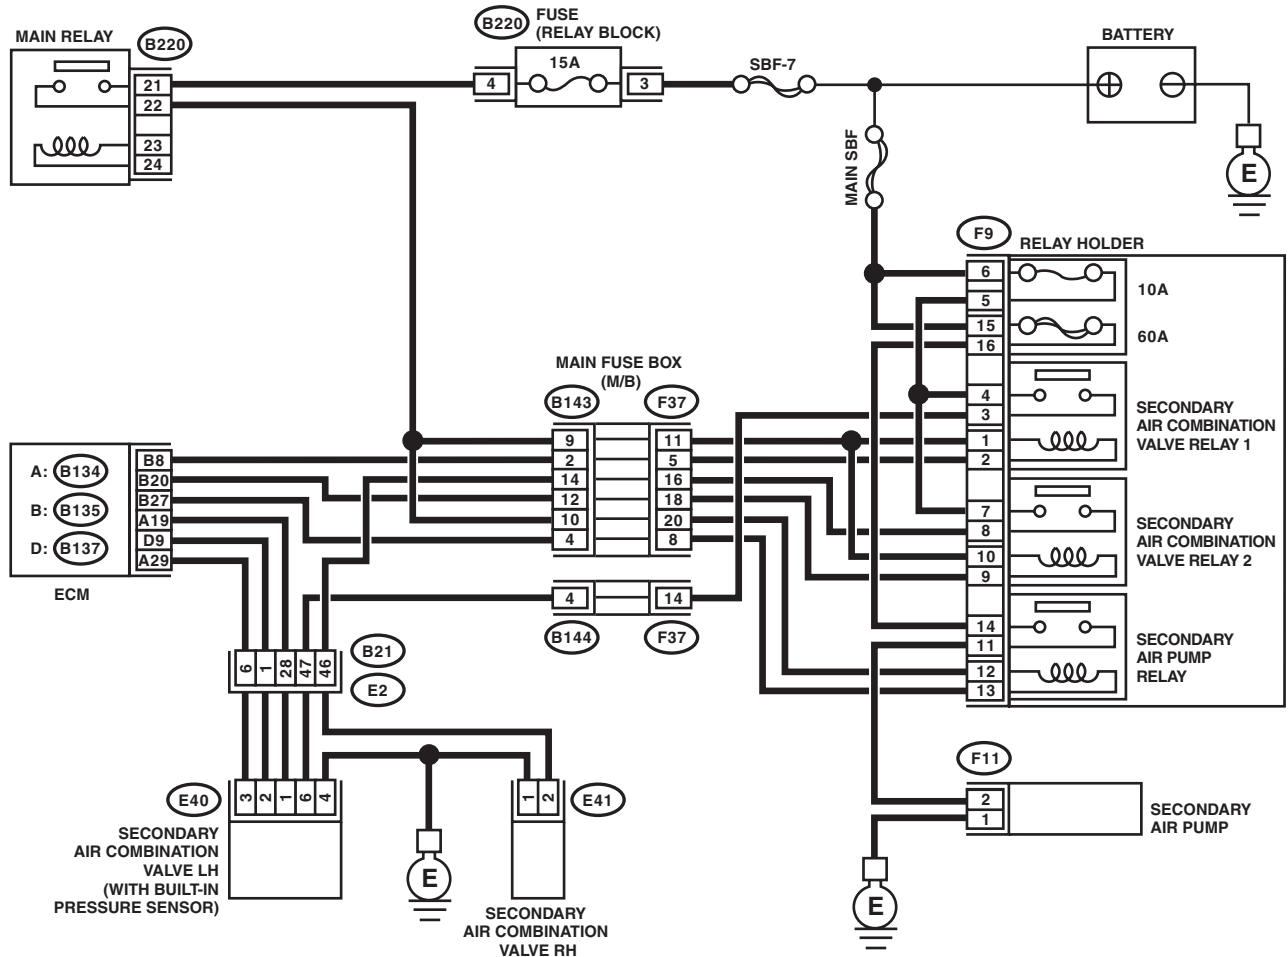 MAIN RELAY
B220
21
22
23
24
B220
FUSE
(RELAY BLOCK)
15A
4
3
SBF-7
MAIN SBF
BATTERY
E
F9
RELAY HOLDER
6
5
15
16
10A
60A
4
3
1
2
SECONDARY
AIR COMBINATION
VALVE RELAY 1
7
8
10
9
SECONDARY
AIR COMBINATION
VALVE RELAY 2
14
11
12
13
SECONDARY
AIR PUMP
RELAY
MAIN FUSE BOX
(M/B)
B143
F37
9 11
2 5
14 16
12 18
10 20
4 8
4 14
B144
F37
A: B134
B: B135
D: B137
B8
B20
B27
A19
D9
A29
ECM
6 1 28 47 46
B21
E2
E40
3 2 1 6 4
SECONDARY
AIR COMBINATION
VALVE LH
(WITH BUILT-IN
PRESSURE SENSOR)
E
1 2
E41
SECONDARY
AIR COMBINATION
VALVE RH
F11
2
1
SECONDARY
AIR PUMP
E